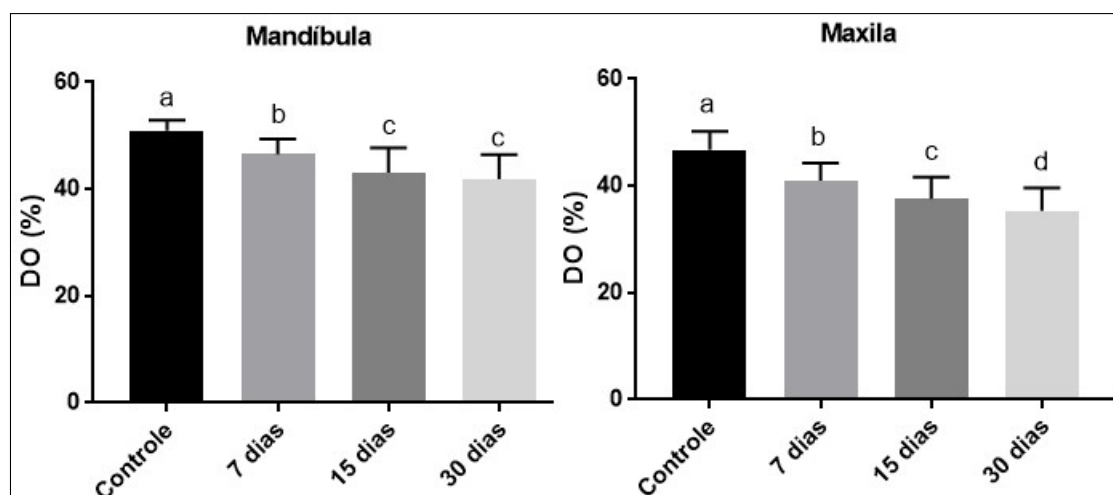 Mandíbula
60
40
20
0
DO (%)
a
b
c
c
Controle
7 dias
15 dias
30 dias
Maxila
60
40
20
0
DO (%)
a
b
c
d
Controle
7 dias
15 dias
30 dias